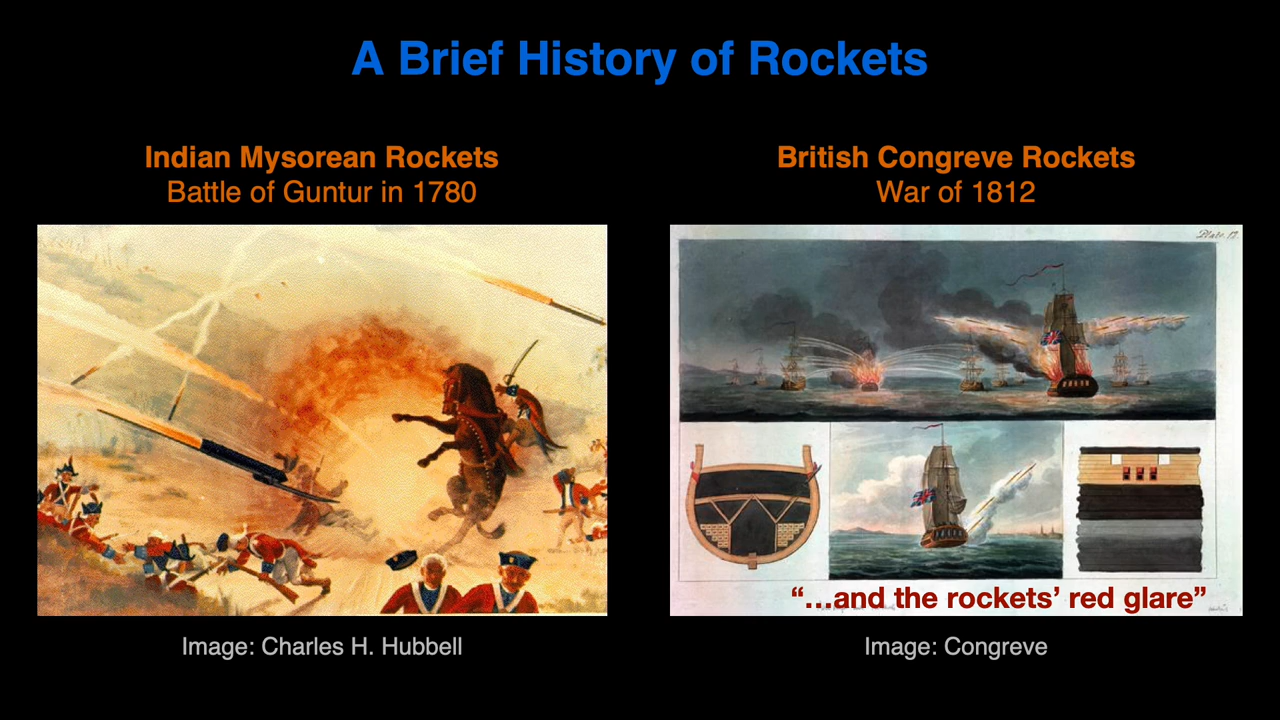 A Brief History of Rockets
Indian Mysorean Rockets
Battle of Guntur in 1780
British Congreve Rockets
War of 1812
Plate. 12.
“...and the rockets’ red glare”
Image: Charles H. Hubbell
Image: Congreve